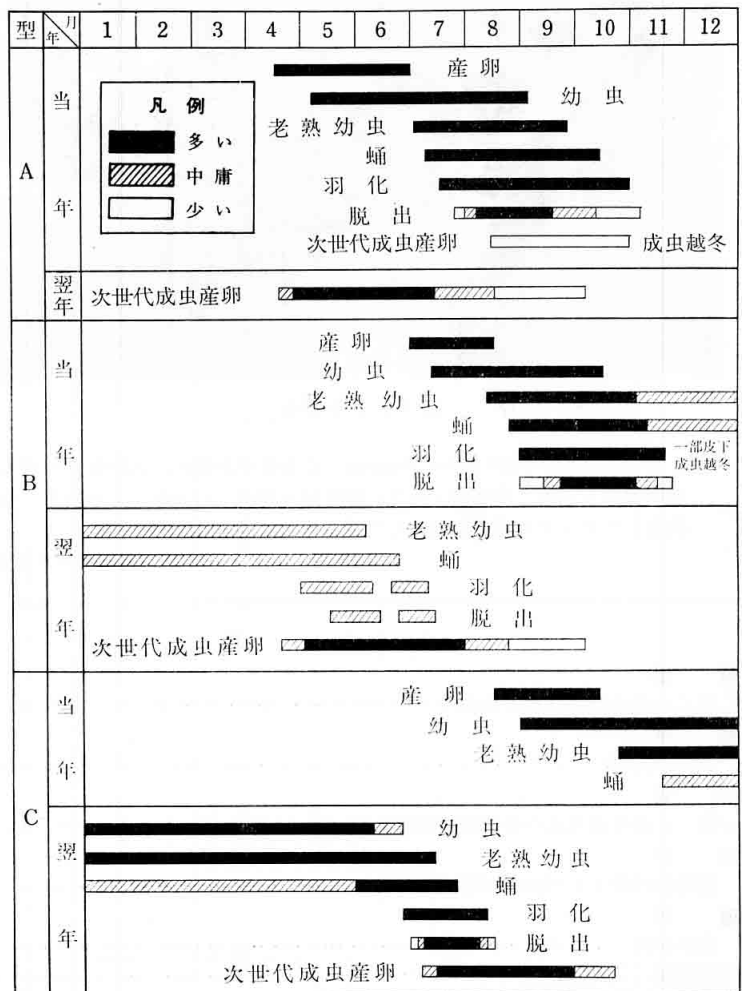 型 年 月 1 2 3 4 5 6 7 8 9 10 11 12
A
当年
凡例
多い
中庸
少い
産卵
幼虫
老熟幼虫
蛹
羽化
脱出
次世代成虫産卵 成虫越冬
翌年
次世代成虫産卵
B
当年
産卵
幼虫
老熟幼虫
蛹
羽化 一部皮下
成虫越冬
脱出
翌年
老熟幼虫
蛹
羽化
脱出
次世代成虫産卵
C
当年
産卵
幼虫
老熟幼虫
蛹
翌年
幼虫
老熟幼虫
蛹
羽化
脱出
次世代成虫産卵